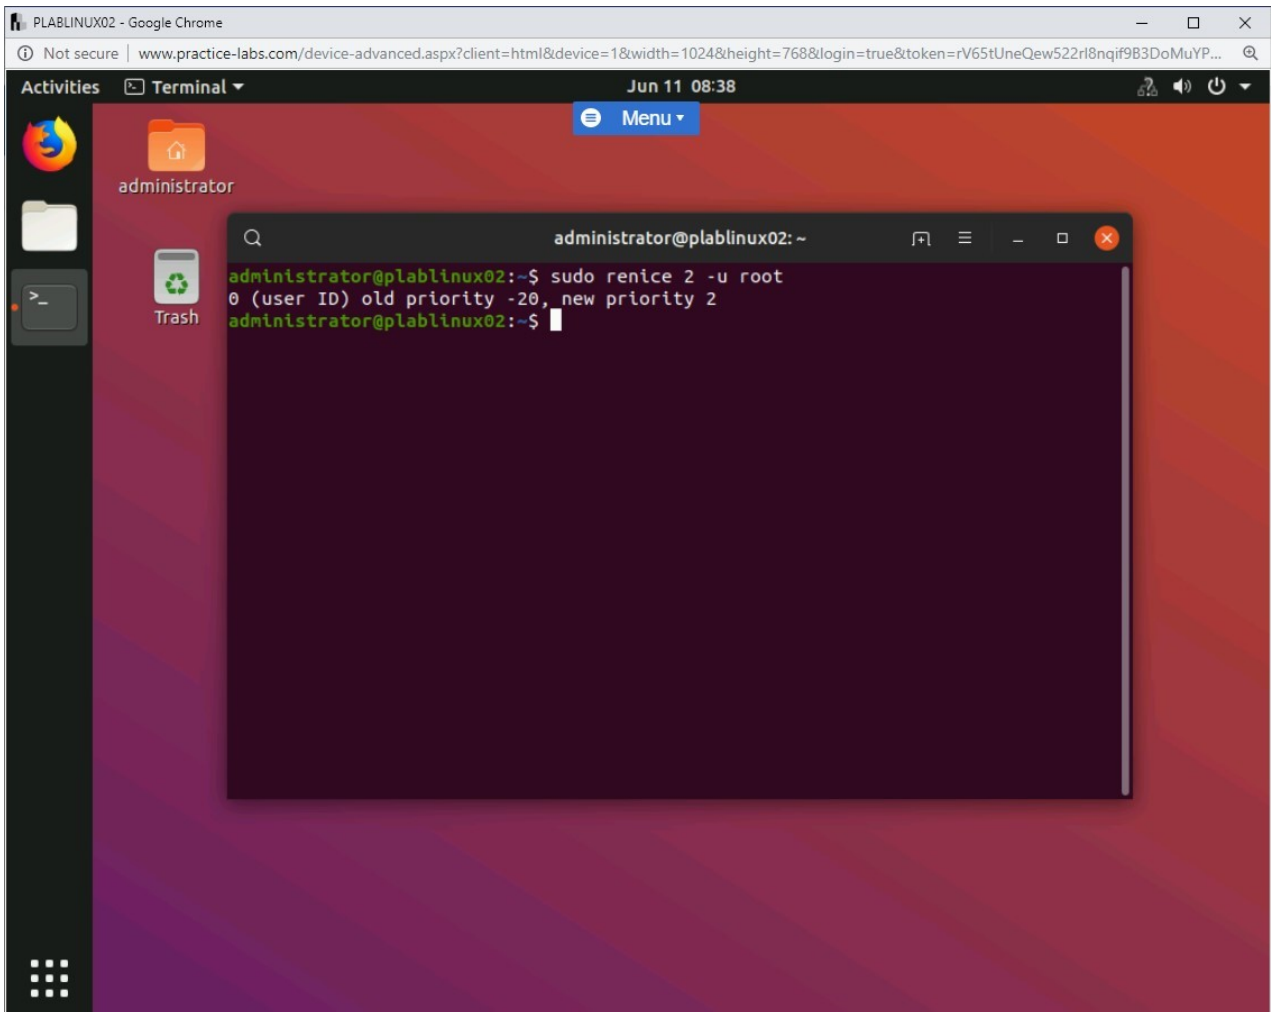 PLABLINUX02 - Google Chrome
Not secure | www.practice-labs.com/device-advanced.aspx?client=html&device=1&width=1024&height=768&login=true&token=rV65tUneQew522rl8nqif9B3DoMuYP...
Activities Terminal Jun 11 08:38
Menu
administrator
administrator@plablinux02: ~
administrator@plablinux02:~$ sudo renice 2 -u root
0 (user ID) old priority -20, new priority 2
administrator@plablinux02:~$
Trash